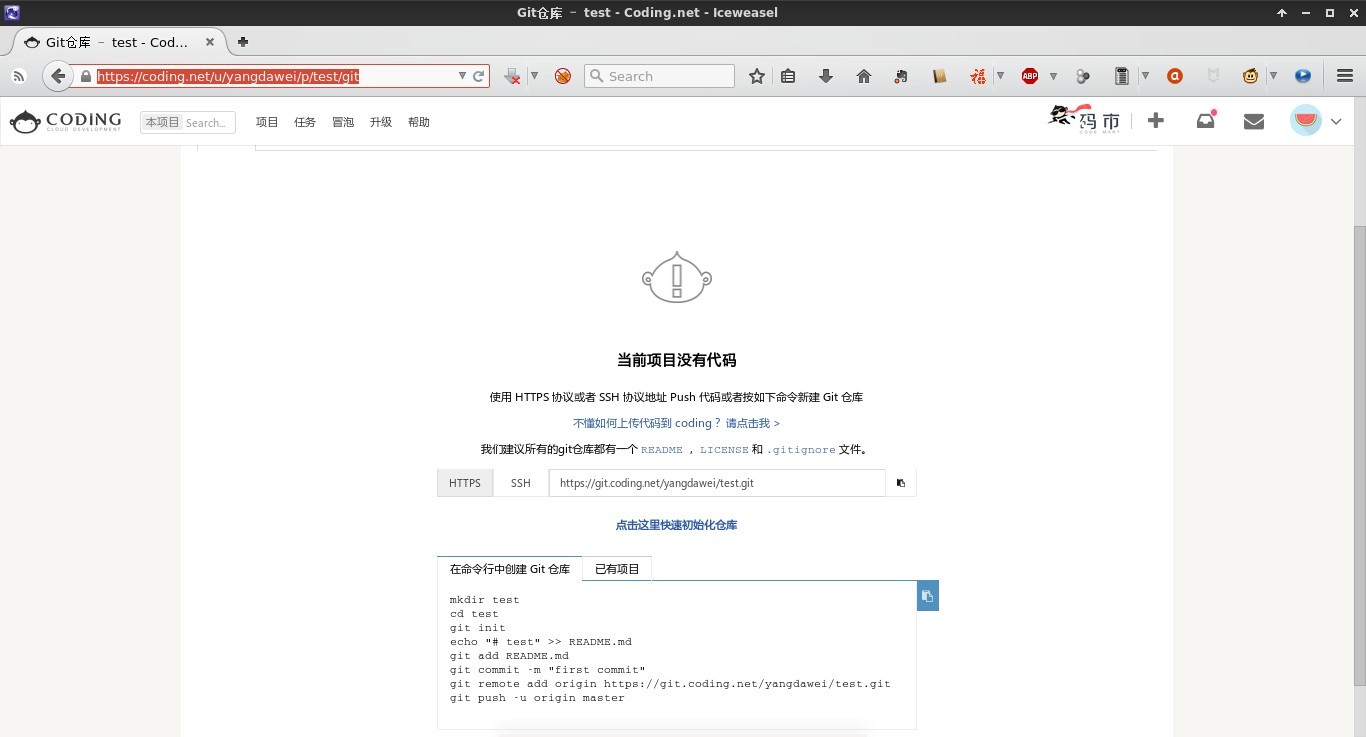 Git仓库 – test - Coding.net - Iceweasel
Git仓库 – test - Cod...
https://coding.net/u/yangdawei/p/test/git
Search
ABP
CODING
CLOUD DEVELOPMENT
本项目 Search...
项目 任务 冒泡 升级 帮助
码市
CODE MART
当前项目没有代码
使用 HTTPS 协议或者 SSH 协议地址 Push 代码或者按如下命令新建 Git 仓库
不懂如何上传代码到 coding ？请点击我 >
我们建议所有的git仓库都有一个 README ， LICENSE 和 .gitignore 文件。
HTTPS SSH https://git.coding.net/yangdawei/test.git
点击这里快速初始化仓库
在命令行中创建 Git 仓库 已有项目
mkdir test
cd test
git init
echo "# test" >> README.md
git add README.md
git commit -m "first commit"
git remote add origin https://git.coding.net/yangdawei/test.git
git push -u origin master